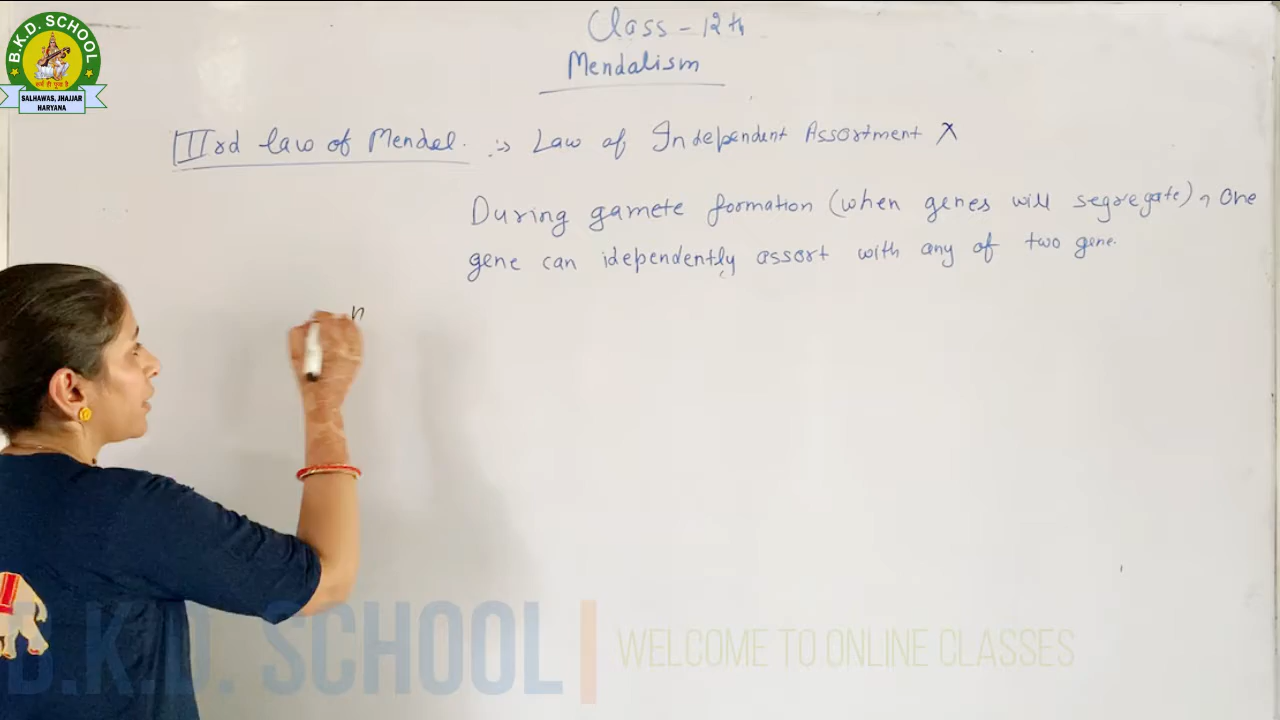 B.K.D. SCHOOL
SALHAWAS, JHAJJAR
HARYANA
Class - 12th
Mendalism
IIIrd law of Mendel. :-> Law of Independent Assortment X
During gamete formation (when genes will segregate), one
gene can idependently assort with any of two gene.
n
B.K.D. SCHOOL | WELCOME TO ONLINE CLASSES